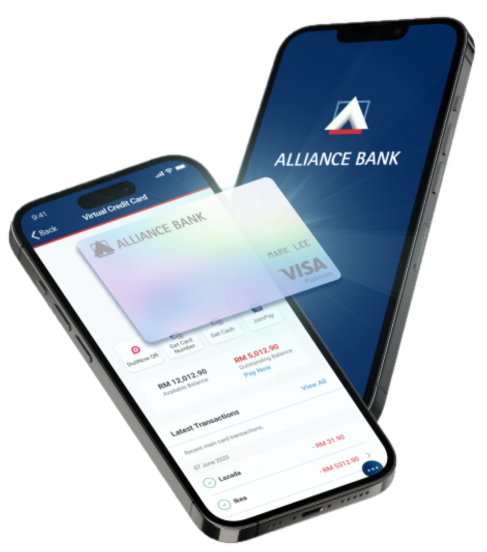 ALLIANCE BANK
9:41
Back
Virtual Credit Card
ALLIANCE BANK
MARK LEE
VISA
Platinum
DuitNow QR
Get Card Number
Get Cash
JomPay
RM 12,012.90
Available Balance
RM 5,012.90
Outstanding Balance
Pay Now
Latest Transactions
View All
Recent main card transactions.
07 June 2020
Lazada
- RM 31.90
Ikea
- RM 5312.90